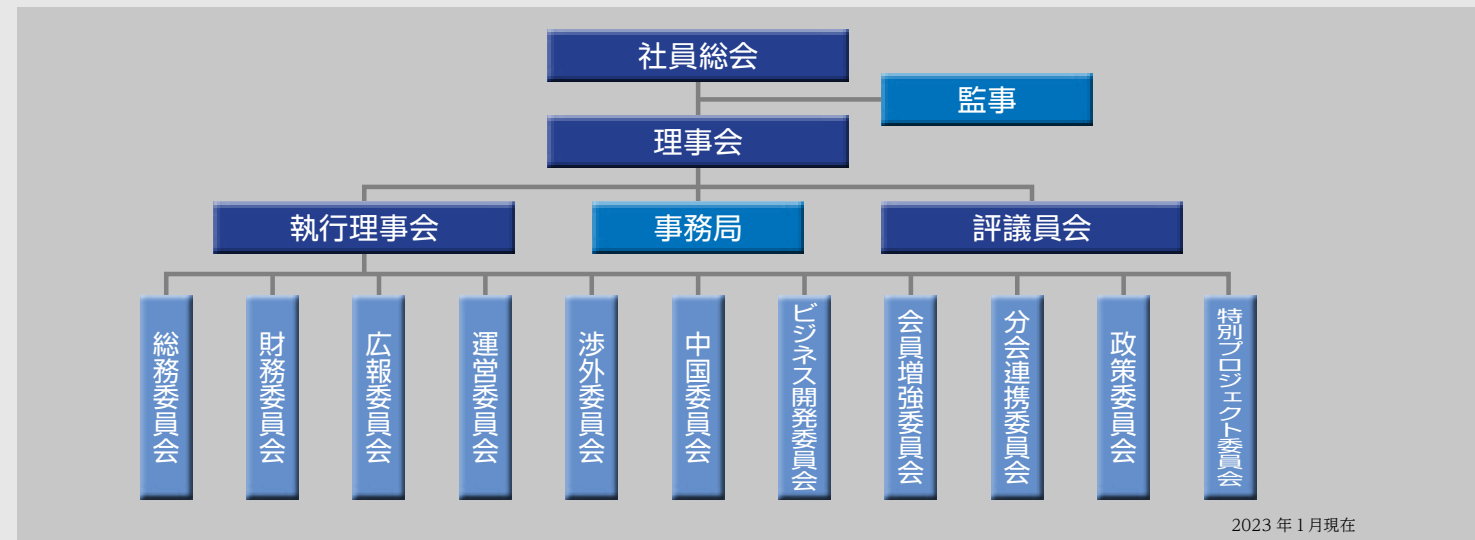 社員総会
監事
理事会
執行理事会
事務局
評議員会
総務委員会
財務委員会
広報委員会
運営委員会
渉外委員会
中国委員会
ビジネス開発委員会
会員増強委員会
分会連携委員会
政策委員会
特別プロジェクト委員会
2023 年 1 月現在